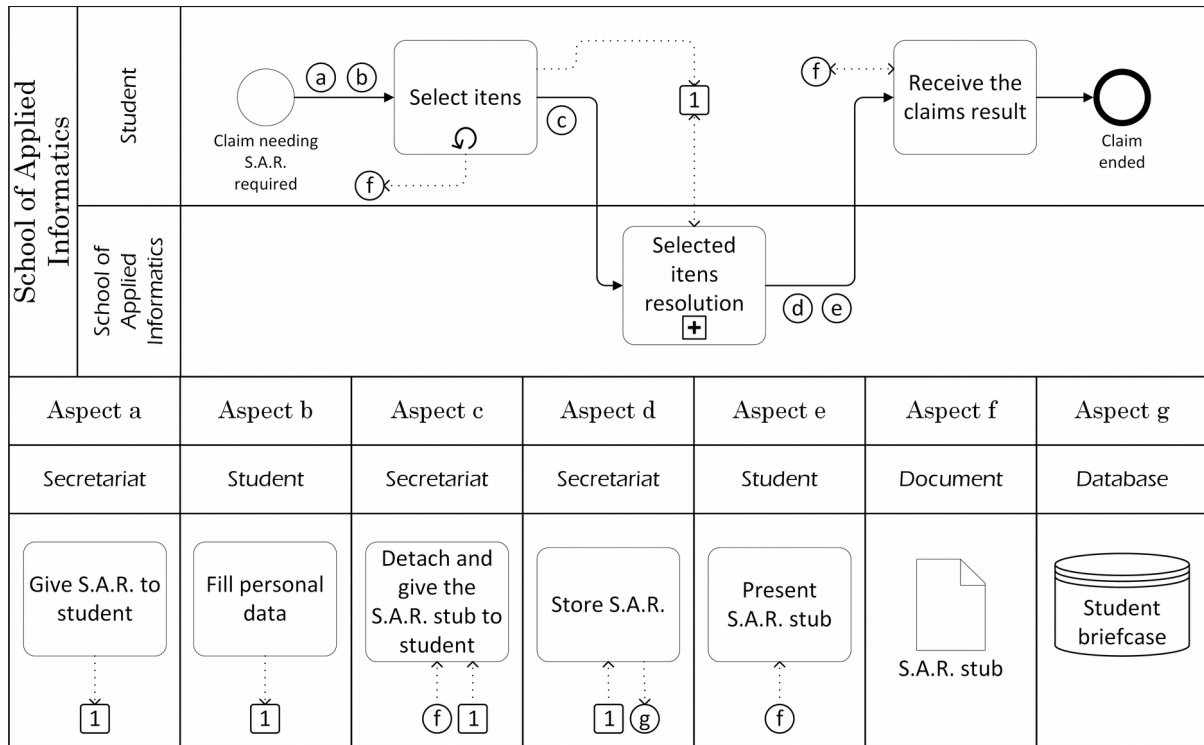 School of Applied
Informatics
Student
a b
Select itens
c
f
1
f
Receive the
claims result
Claim needing
S.A.R.
required
Claim
ended
School of
Applied
Informatics
Selected
itens
resolution
d e
Aspect a
Aspect b
Aspect c
Aspect d
Aspect e
Aspect f
Aspect g
Secretariat
Student
Secretariat
Secretariat
Student
Document
Database
Give S.A.R. to
student
Fill personal
data
Detach and
give the
S.A.R. stub to
student
Store S.A.R.
Present
S.A.R. stub
S.A.R. stub
Student
briefcase
1
1
f 1
1 g
f